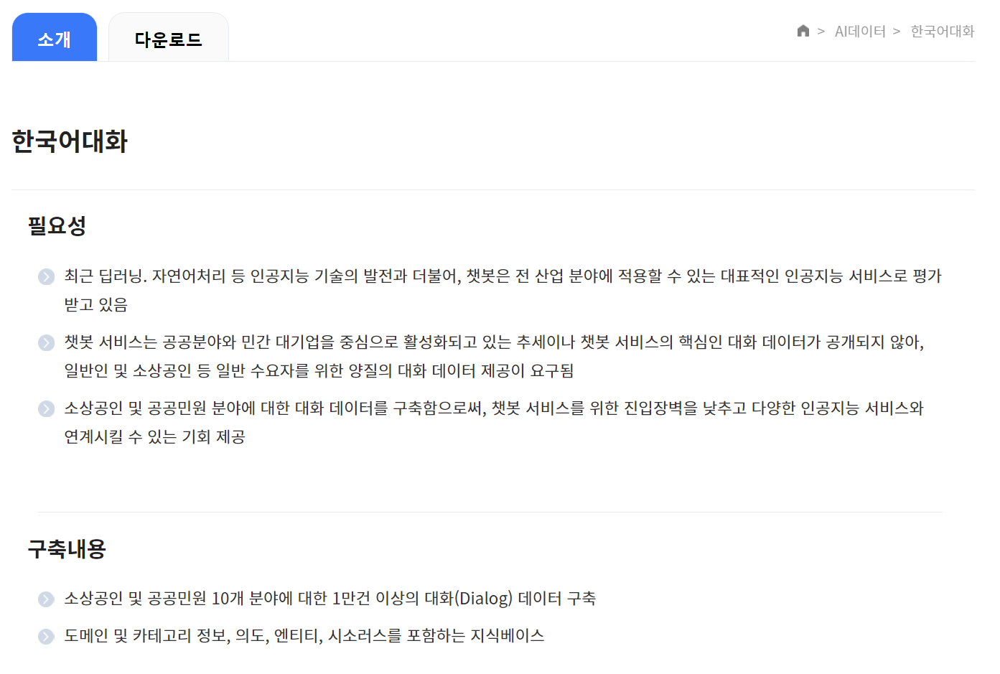 소개
다운로드
> AI데이터 > 한국어대화
한국어대화
필요성
최근 딥러닝. 자연어처리 등 인공지능 기술의 발전과 더불어, 챗봇은 전 산업 분야에 적용할 수 있는 대표적인 인공지능 서비스로 평가
받고 있음
챗봇 서비스는 공공분야와 민간 대기업을 중심으로 활성화되고 있는 추세이나 챗봇 서비스의 핵심인 대화 데이터가 공개되지 않아,
일반인 및 소상공인 등 일반 수요자를 위한 양질의 대화 데이터 제공이 요구됨
소상공인 및 공공민원 분야에 대한 대화 데이터를 구축함으로써, 챗봇 서비스를 위한 진입장벽을 낮추고 다양한 인공지능 서비스와
연계시킬 수 있는 기회 제공
구축내용
소상공인 및 공공민원 10개 분야에 대한 1만건 이상의 대화(Dialog) 데이터 구축
도메인 및 카테고리 정보, 의도, 엔티티, 시소러스를 포함하는 지식베이스